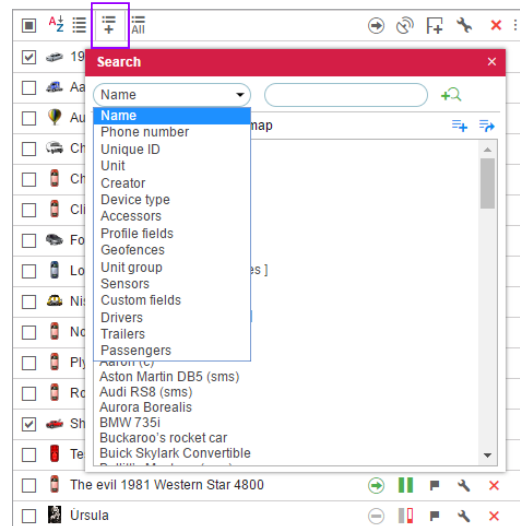 AZ
All
19
Search
Aa
Name
Au
Name
map
Phone number
Ch
Unique ID
Unit
Ch
Creator
Device type
Cli
Accessors
Profile fields
Fo
Geofences
Lo
Unit group
es ]
Sensors
Ni
Custom fields
Drivers
No
Trailers
Passengers
Ply
Aaron (c)
Aston Martin DB5 (sms)
Ro
Audi RS8 (sms)
Aurora Borealis
Sh
BMW 735i
Buckaroo's rocket car
Te
Buick Skylark Convertible
The evil 1981 Western Star 4800
Úrsula